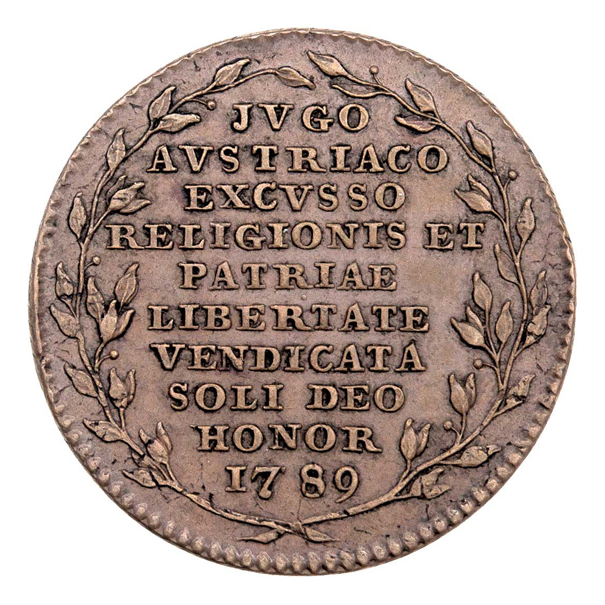 JVGO
AVSTRIACO
EXCVSSO
RELIGIONIS ET
PATRIAE
LIBERTATE
VENDICATA
SOLI DEO
HONOR
1789